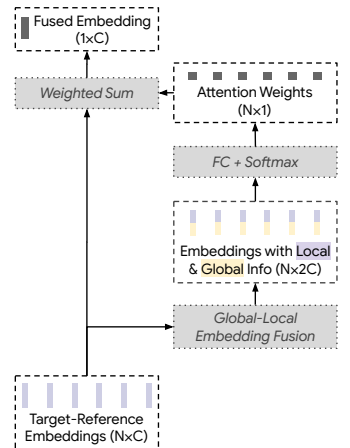 Fused Embedding
(1×C)
Weighted Sum
Attention Weights
(N×1)
FC + Softmax
Embeddings with Local
& Global Info (N×2C)
Global-Local
Embedding Fusion
Target-Reference
Embeddings (N×C)